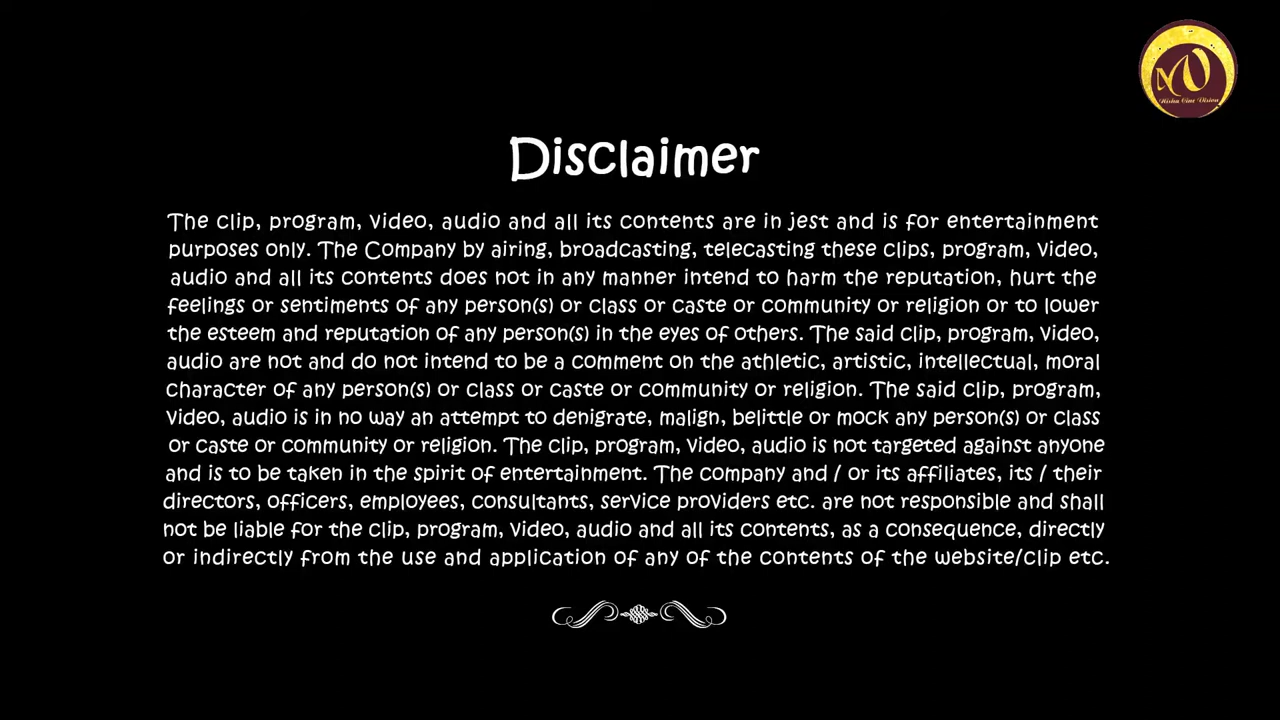 Nisha Cine Vision
Disclaimer
The clip, program, video, audio and all its contents are in jest and is for entertainment
purposes only. The Company by airing, broadcasting, telecasting these clips, program, video,
audio and all its contents does not in any manner intend to harm the reputation, hurt the
feelings or sentiments of any person(s) or class or caste or community or religion or to lower
the esteem and reputation of any person(s) in the eyes of others. The said clip, program, video,
audio are not and do not intend to be a comment on the athletic, artistic, intellectual, moral
character of any person(s) or class or caste or community or religion. The said clip, program,
video, audio is in no way an attempt to denigrate, malign, belittle or mock any person(s) or class
or caste or community or religion. The clip, program, video, audio is not targeted against anyone
and is to be taken in the spirit of entertainment. The company and / or its affiliates, its / their
directors, officers, employees, consultants, service providers etc. are not responsible and shall
not be liable for the clip, program, video, audio and all its contents, as a consequence, directly
or indirectly from the use and application of any of the contents of the website/clip etc.